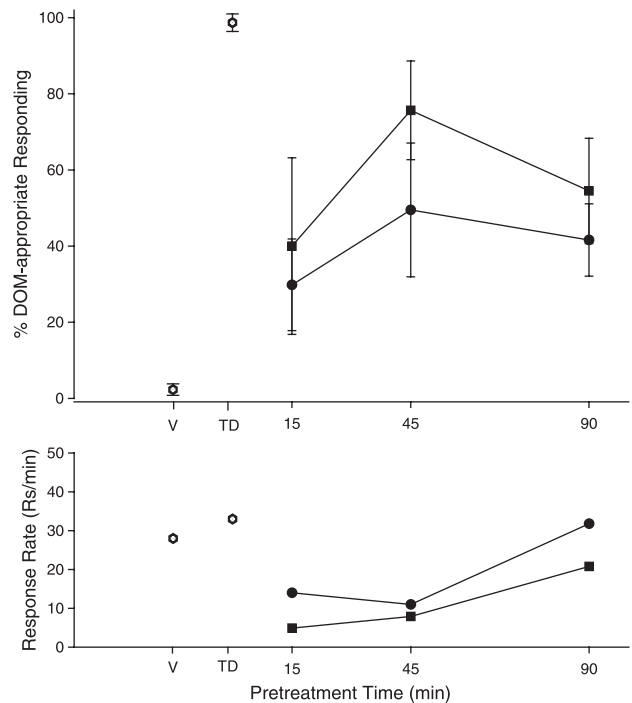 % DOM-appropriate Responding
100
80
60
40
20
0
V TD 15 45 90
Response Rate (Rs/min)
50
40
30
20
10
0
V TD 15 45 90
Pretreatment Time (min)